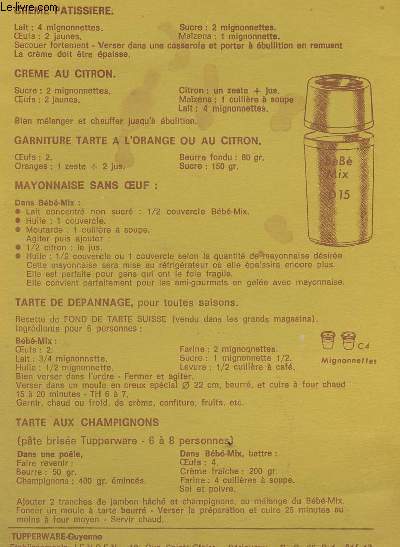 le-livre.com
CREME PATISSIERE.
Lait : 4 mignonnettes. Sucre : 2 mignonnettes.
Œufs : 2 jaunes. Maïzena : 1 mignonnette.
Secouer fortement - Verser dans une casserole et porter à ébullition en remuant
La crème doit être épaisse.
CREME AU CITRON.
Sucre : 2 mignonnettes. Citron : un zeste + jus.
Œufs : 2 jaunes. Maïzena : 1 cuillère à soupe
Lait : 4 mignonnettes.
Bien mélanger et chauffer jusqu'à ébullition.
GARNITURE TARTE A L'ORANGE OU AU CITRON.
Œufs : 2. Beurre fondu : 80 gr.
Oranges : 1 zeste + 2 jus. Sucre : 150 gr.
BéBé
Mix
D 15
MAYONNAISE SANS ŒUF :
Dans Bébé-Mix :
● Lait concentré non sucré : 1/2 couvercle Bébé-Mix.
● Huile : 1 couvercle.
● Moutarde : 1 cuillère à soupe.
Agiter puis ajouter :
● 1/2 citron : le jus.
● Huile : 1/2 couvercle ou 1 couvercle selon la quantité de mayonnaise désirée
Cette mayonnaise sera mise au réfrigérateur où elle épaissira encore plus.
Elle est parfaite pour gens qui ont le foie fragile.
Elle convient parfaitement pour les ami-gourmets en gelée avec mayonnaise.
TARTE DE DEPANNAGE, pour toutes saisons.
Recette de FOND DE TARTE SUISSE (vendu dans les grands magasins).
Ingrédients pour 6 personnes :
Bébé-Mix :
Œufs : 2. Farine : 2 mignonnettes.
Lait : 3/4 mignonnette. Sucre : 1 mignonnette 1/2.
Huile : 1/2 mignonnette. Levure : 1/2 cuillère à café.
C4
Mignonnettes
Bien verser dans l'ordre - Fermer et agiter.
Verser dans un moule en creux spécial Ø 22 cm, beurré, et cuire à four chaud
15 à 20 minutes - TH 6 à 7.
Garnir, chaud ou froid, de crème, confiture, fruits, etc.
TARTE AUX CHAMPIGNONS
(pâte brisée Tupperware - 6 à 8 personnes)
Dans une poêle, Dans Bébé-Mix, battre :
Faire revenir : Œufs : 4.
Beurre : 50 gr. Crème fraîche : 200 gr.
Champignons : 400 gr. émincés. Farine : 4 cuillères à soupe.
Sel et poivre.
Ajouter 2 tranches de jambon hâché et champignons, au mélange du Bébé-Mix.
Foncer un moule à tarte beurré - Verser la préparation et cuire 25 minutes au
moins à four moyen - Servir chaud.
TUPPERWARE-Guyenne